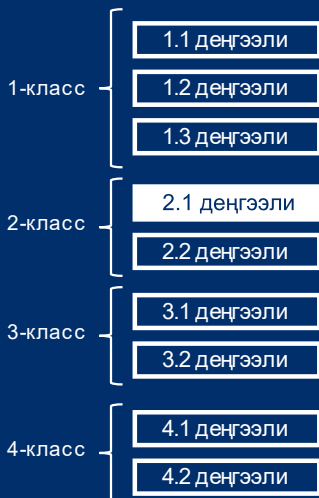 1-класс
1.1 деңгээли
1.2 деңгээли
1.3 деңгээли
2-класс
2.1 деңгээли
2.2 деңгээли
3-класс
3.1 деңгээли
3.2 деңгээли
4-класс
4.1 деңгээли
4.2 деңгээли